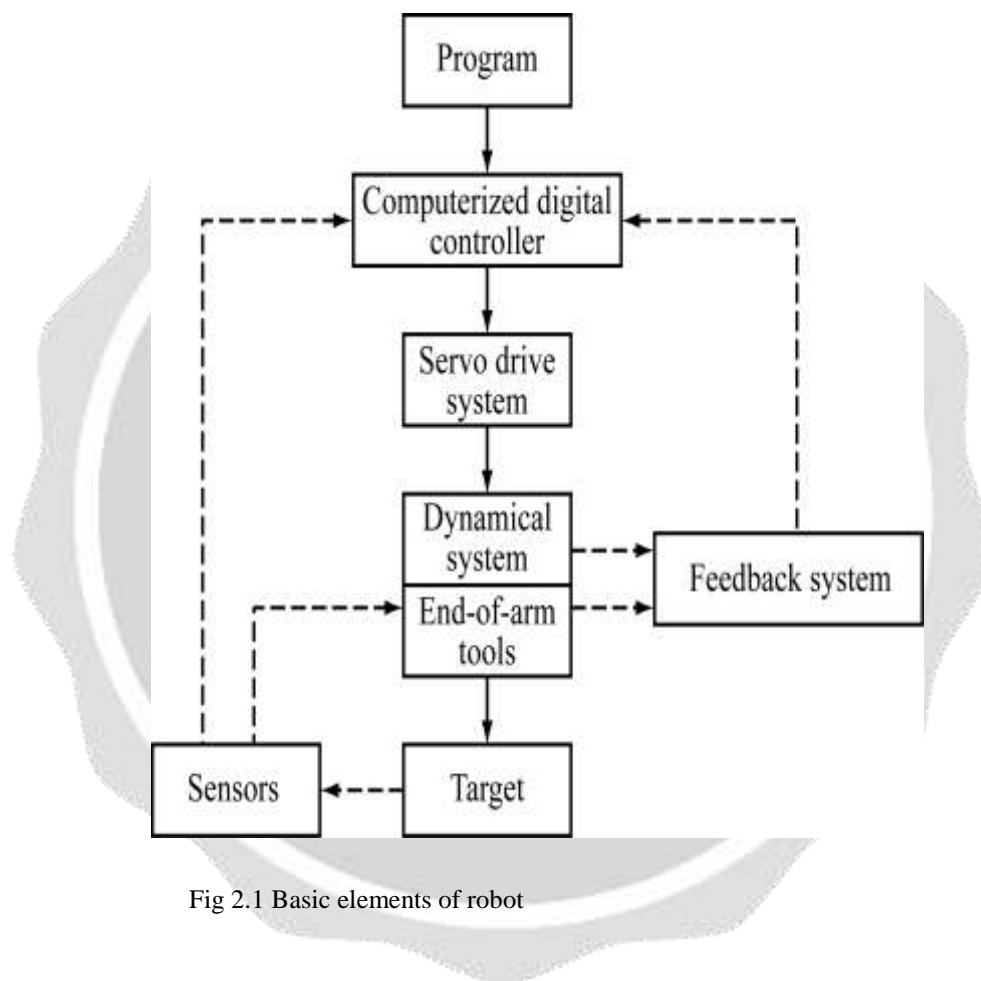 Program
Computerized digital
controller
Servo drive
system
Dynamical
system
Feedback system
End-of-arm
tools
Sensors
Target
Fig 2.1 Basic elements of robot